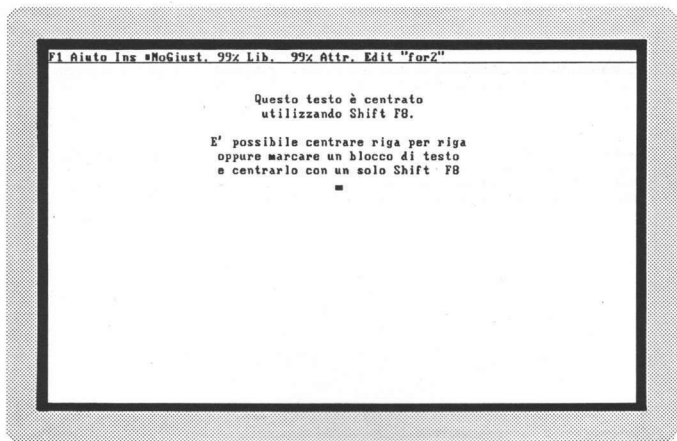 F1 Aiuto Ins ■NoGiust. 99% Lib. 99% Attr. Edit "for2"
Questo testo è centrato
utilizzando Shift F8.
E' possibile centrare riga per riga
oppure marcare un blocco di testo
e centrarlo con un solo Shift F8